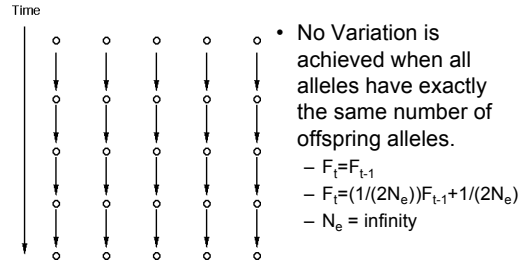 Time
• No Variation is
achieved when all
alleles have exactly
the same number of
offspring alleles.
– Fₜ=Fₜ₋₁
– Fₜ=(1/(2Nₑ))Fₜ₋₁+1/(2Nₑ)
– Nₑ = infinity